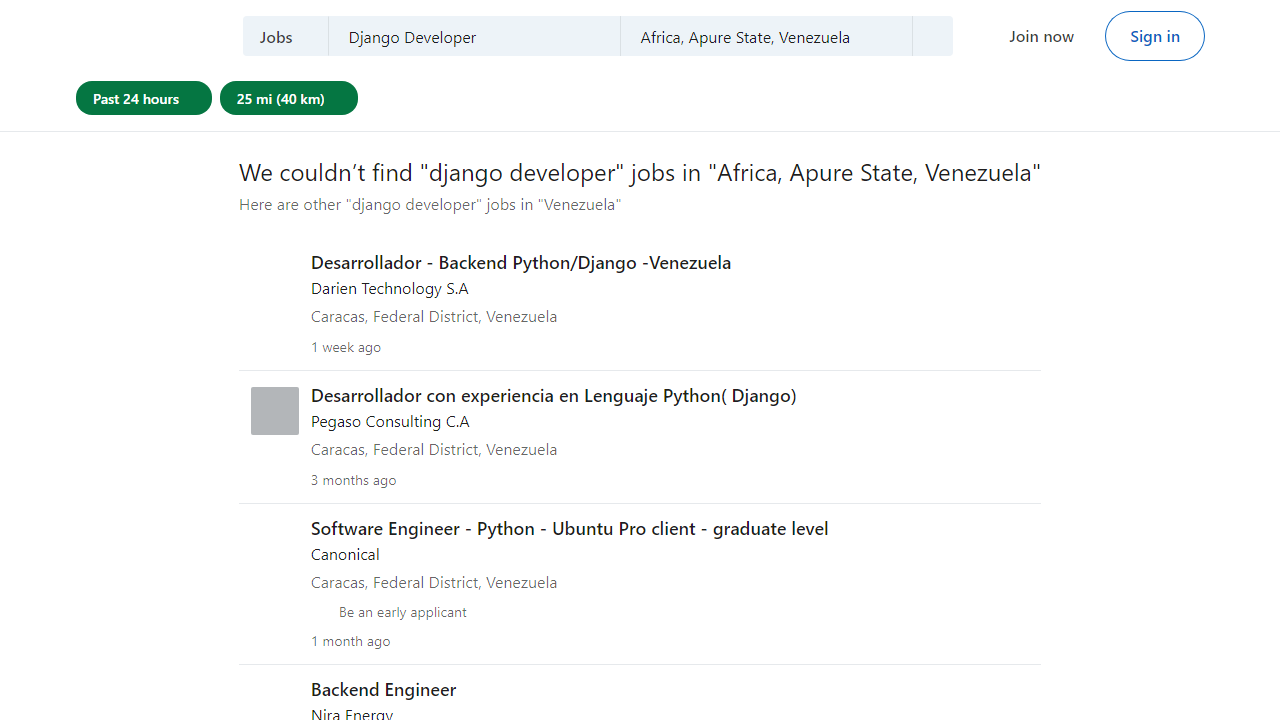 Jobs
Django Developer
Africa, Apure State, Venezuela
Join now
Sign in
Past 24 hours
25 mi (40 km)
We couldn’t find "django developer" jobs in "Africa, Apure State, Venezuela"
Here are other "django developer" jobs in "Venezuela"
Desarrollador - Backend Python/Django -Venezuela
Darien Technology S.A
Caracas, Federal District, Venezuela
1 week ago
Desarrollador con experiencia en Lenguaje Python( Django)
Pegaso Consulting C.A
Caracas, Federal District, Venezuela
3 months ago
Software Engineer - Python - Ubuntu Pro client - graduate level
Canonical
Caracas, Federal District, Venezuela
Be an early applicant
1 month ago
Backend Engineer
Nira Energy